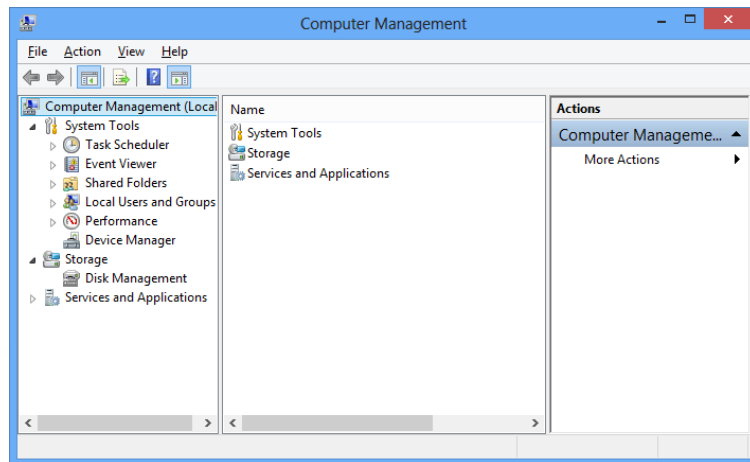 Computer Management
File Action View Help
Computer Management (Local
System Tools
Task Scheduler
Event Viewer
Shared Folders
Local Users and Groups
Performance
Device Manager
Storage
Disk Management
Services and Applications
Name
System Tools
Storage
Services and Applications
Actions
Computer Manageme...
More Actions